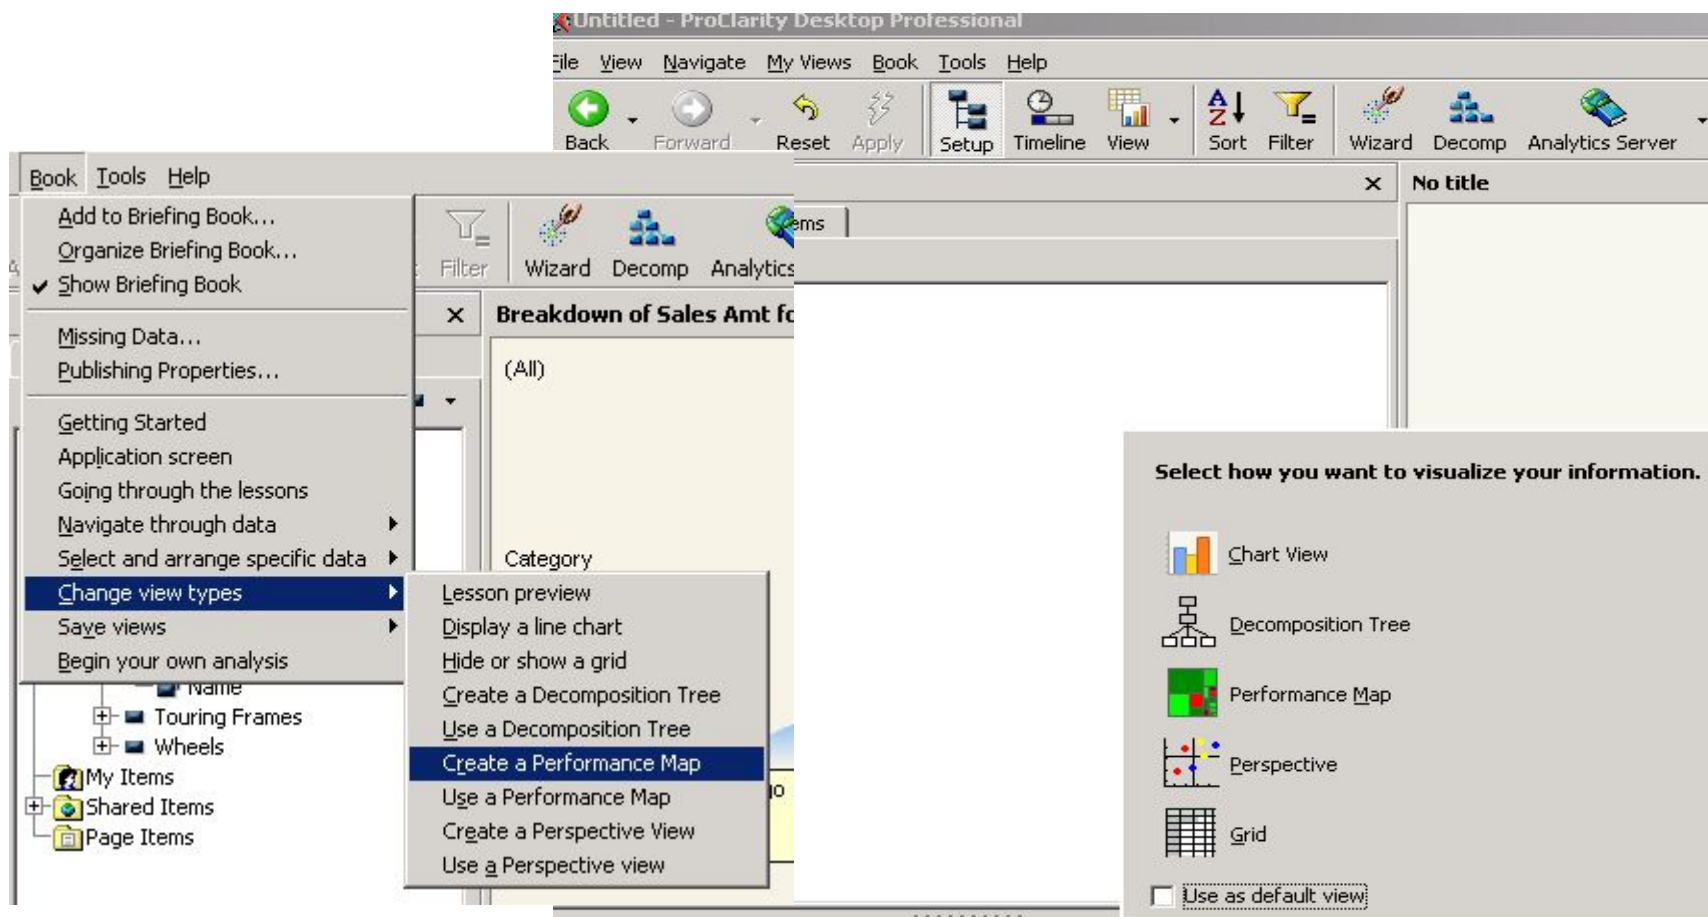 Untitled - ProClarity Desktop Professional
File View Navigate My Views Book Tools Help
Back Forward Reset Apply Setup Timeline View Sort Filter Wizard Decomp Analytics Server
No title
Book Tools Help
Add to Briefing Book...
Organize Briefing Book...
Show Briefing Book
Missing Data...
Publishing Properties...
Getting Started
Application screen
Going through the lessons
Navigate through data
Select and arrange specific data
Change view types
Save views
Begin your own analysis
Filter Wizard Decomp Analytics
ems
Breakdown of Sales Amt fo
(All)
Category
Lesson preview
Display a line chart
Hide or show a grid
Create a Decomposition Tree
Use a Decomposition Tree
Create a Performance Map
Use a Performance Map
Create a Perspective View
Use a Perspective view
Name
Touring Frames
Wheels
My Items
Shared Items
Page Items
Select how you want to visualize your information.
Chart View
Decomposition Tree
Performance Map
Perspective
Grid
Use as default view